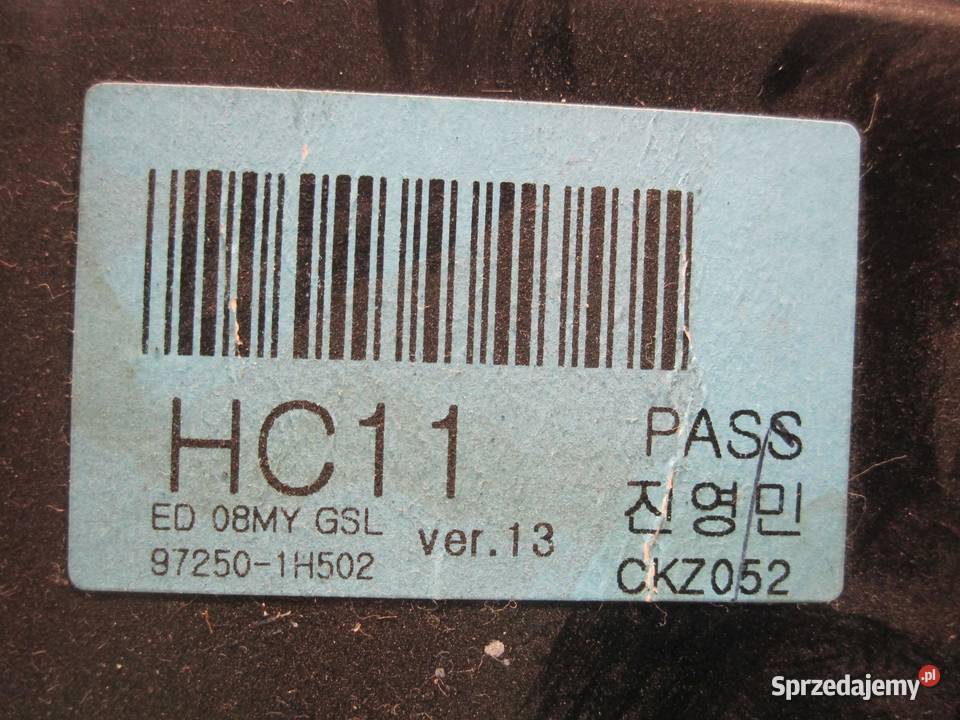 HC11
PASS
ED 08MY GSL
ver.13
진영민
97250-1H502
CKZ052
Sprzedajemy.pl